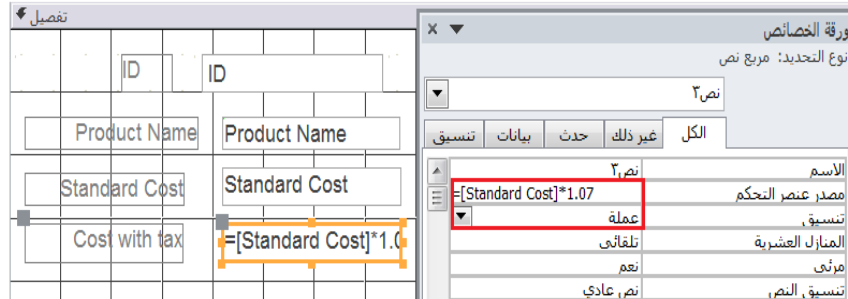 تفصيل
ID
ID
Product Name
Product Name
Standard Cost
Standard Cost
Cost with tax
=[Standard Cost]*1.0
ورقة الخصائص
نوع التحديد: مربع نص
نص٣
الكل
غير ذلك
حدث
بيانات
تنسيق
الاسم
نص٣
مصدر عنصر التحكم
=[Standard Cost]*1.07
تنسيق
عملة
المنازل العشرية
تلقائي
مرئي
نعم
تنسيق النص
نص عادي